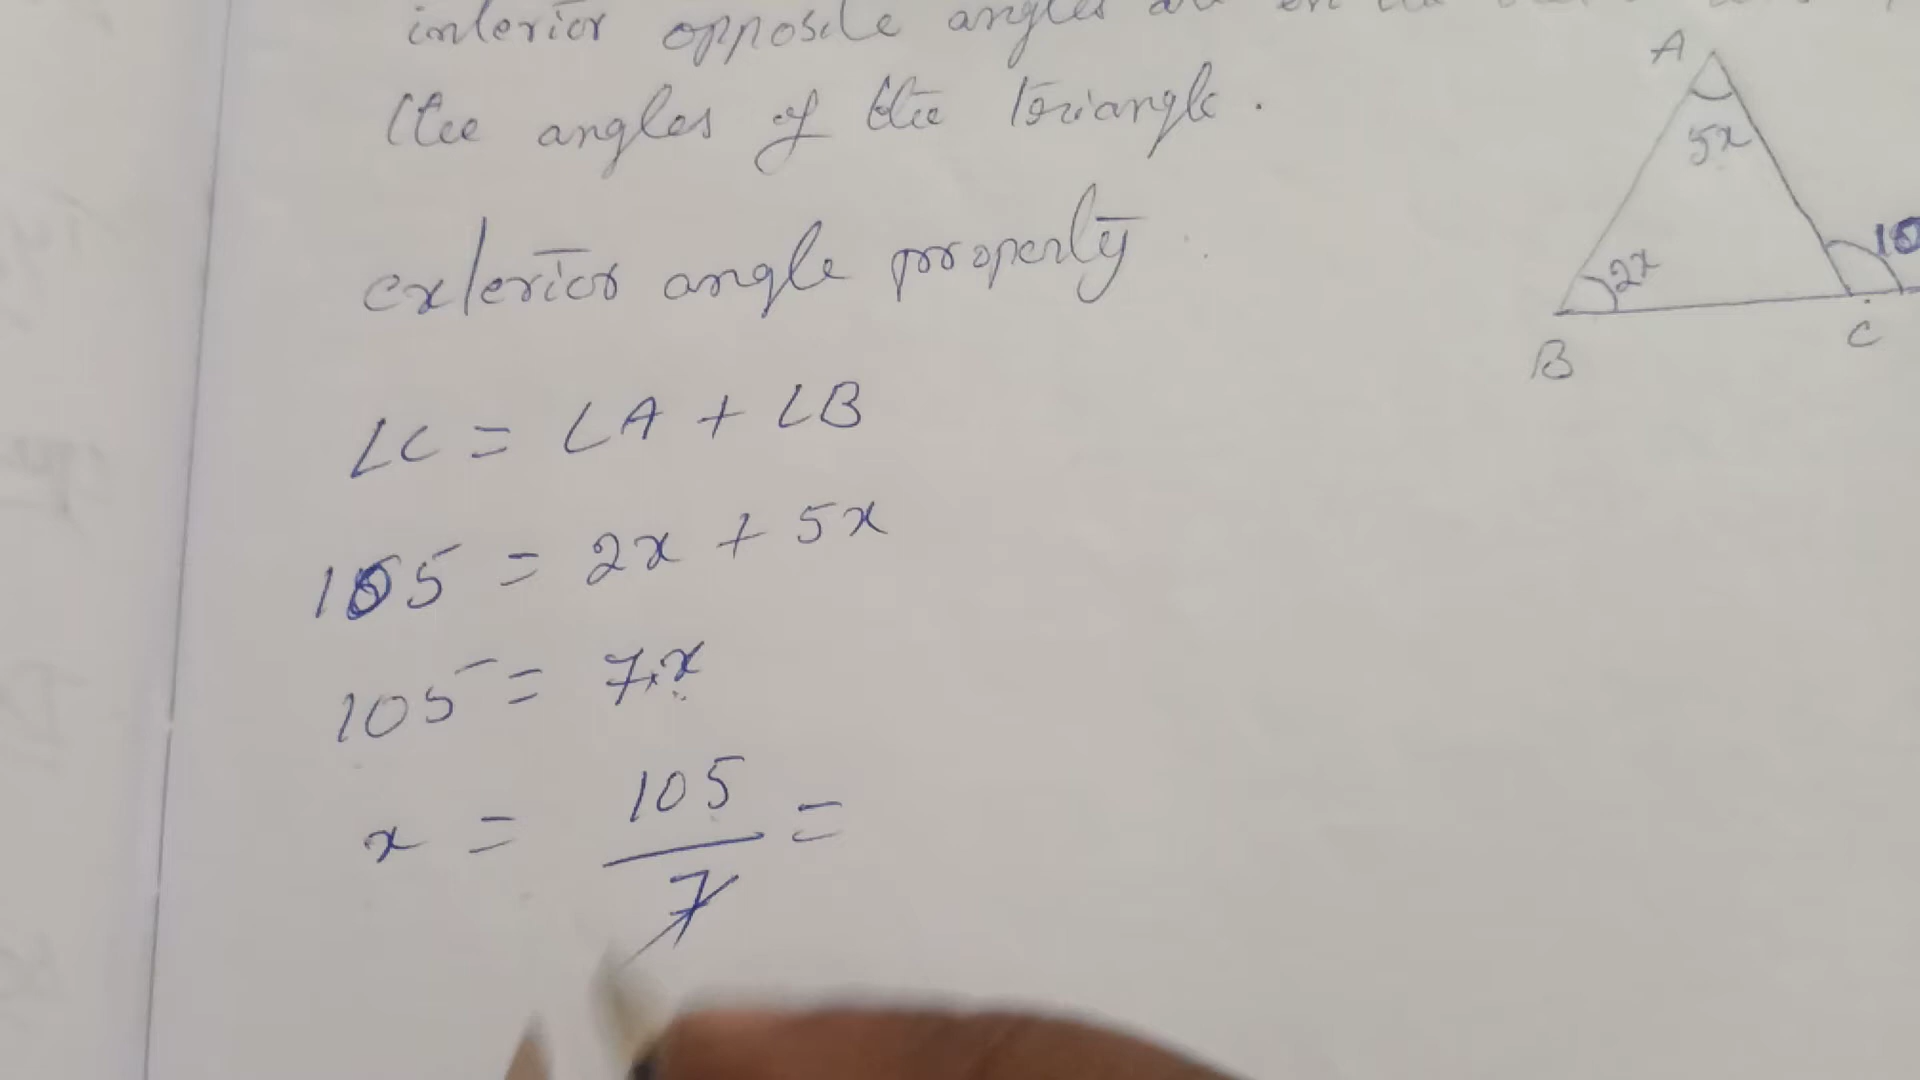 interior opposite angles
the angles of the triangle.
exterior angle property
∠C = ∠A + ∠B
105 = 2x + 5x
105 = 7x
x = 105/7 =
A
5x
2x
10
B
C